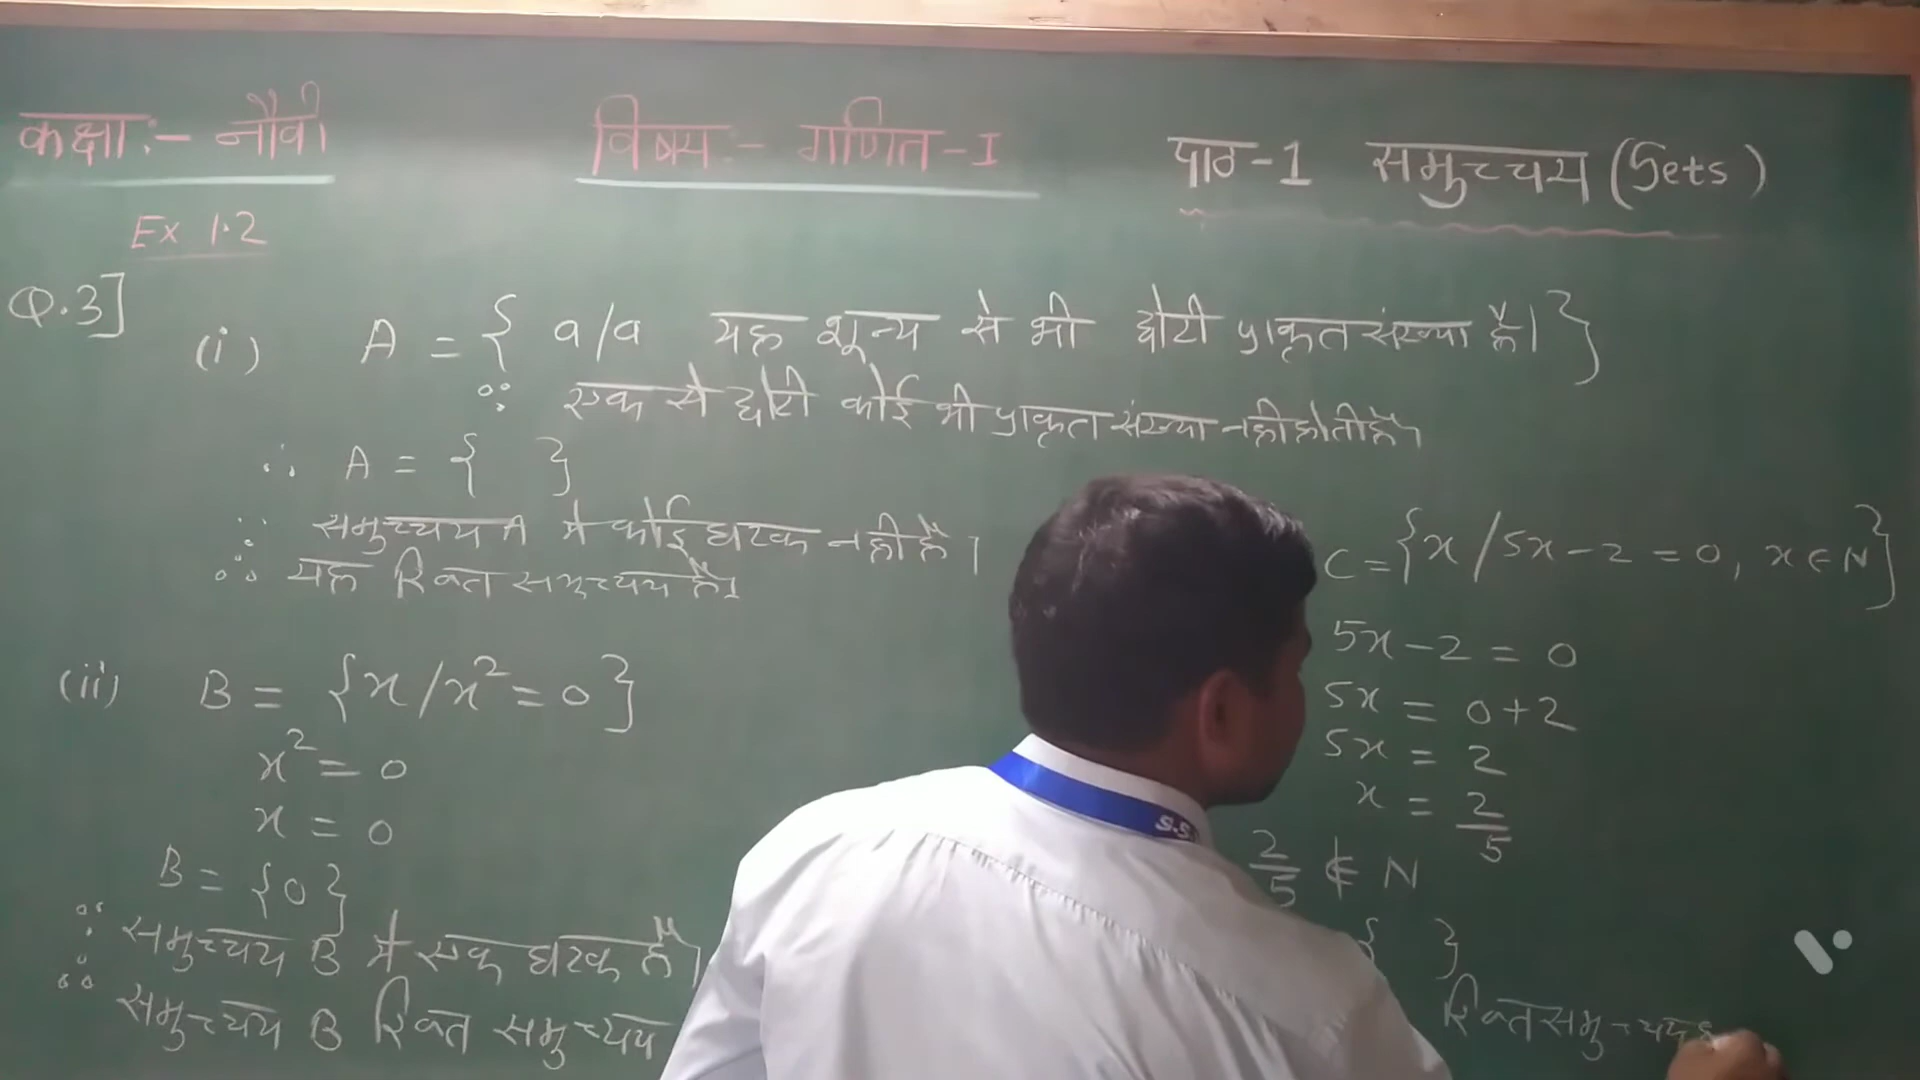 कक्षा:- नौवी
विषय:- गणित-I
पाठ-1 समुच्चय (Sets)
Ex 1.2
Q.3]
(i) A = { a/a यह शून्य से भी छोटी प्राकृत संख्या है। }
∵ एक से छोटी कोई भी प्राकृत संख्या नही होती है।
∴ A = { }
∵ समुच्चय A मे कोई घटक नही है।
∴ यह रिक्त समुच्चय है।
(ii) B = {x/x² = 0}
x² = 0
x = 0
B = {0}
∵ समुच्चय B मे एक घटक है।
∴ समुच्चय B रिक्त समुच्चय
C = {x/5x-2 = 0, x ∈ N}
5x-2 = 0
5x = 0+2
5x = 2
x = 2/5
2/5 ∉ N
{ }
रिक्त समुच्चय
S.S